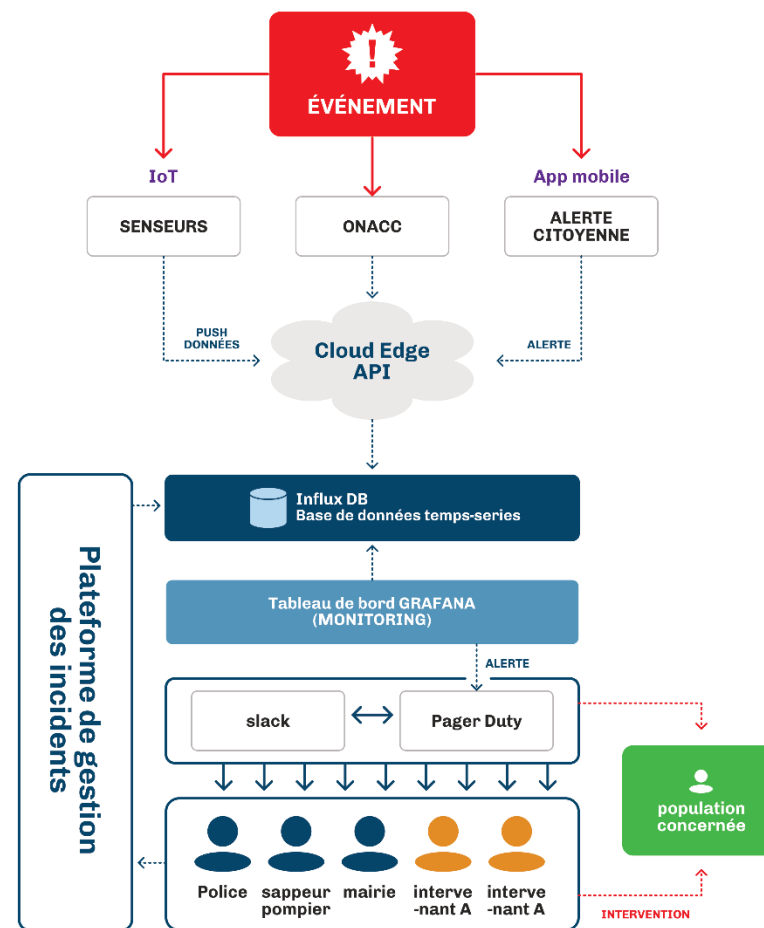 ÉVÉNEMENT
IoT
App mobile
SENSEURS
ONACC
ALERTE
CITOYENNE
PUSH
DONNÉES
ALERTE
Cloud Edge
API
Influx DB
Base de données temps-series
Tableau de bord GRAFANA
(MONITORING)
ALERTE
Plateforme de gestion
des incidents
slack
Pager Duty
population
concernée
Police
sappeur
pompier
mairie
interve
-nant A
interve
-nant A
INTERVENTION